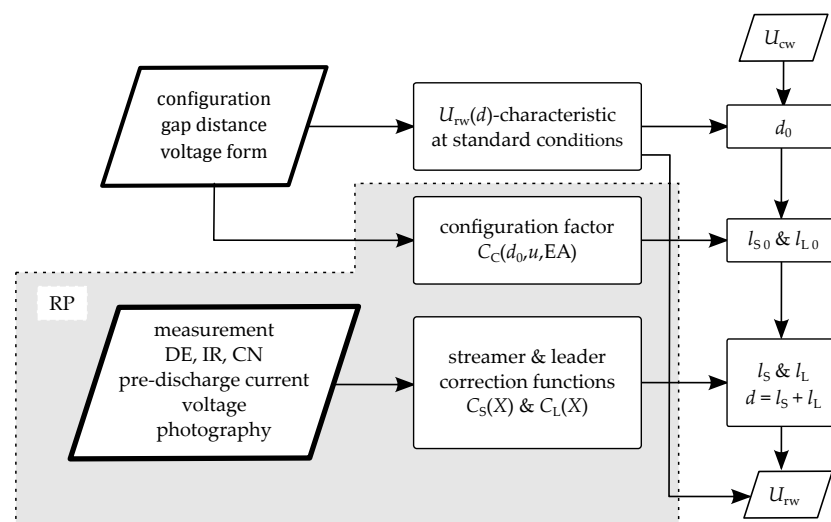 U_cw
configuration
gap distance
voltage form
U_rw(d)-characteristic
at standard conditions
d_0
configuration factor
C_C(d_0,u,EA)
l_S 0 & l_L 0
RP
measurement
DE, IR, CN
pre-discharge current
voltage
photography
streamer & leader
correction functions
C_S(X) & C_L(X)
l_S & l_L
d = l_S + l_L
U_rw